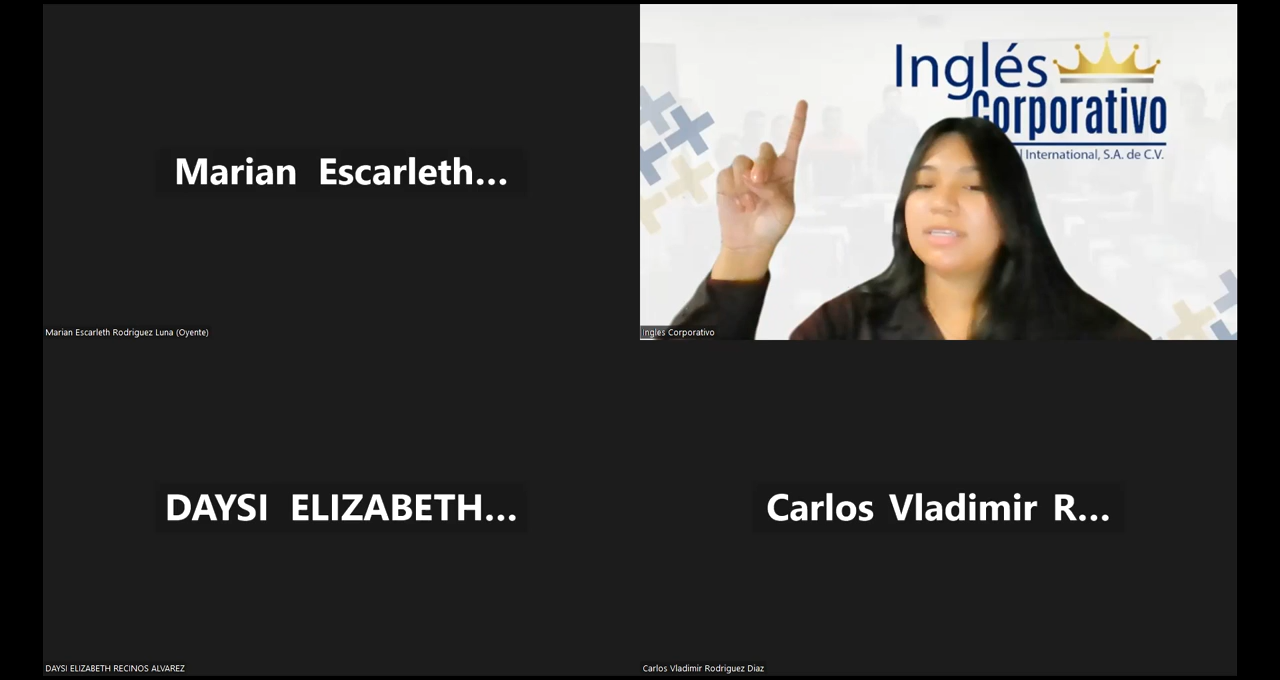 Marian Escarleth...
Marian Escarleth Rodriguez Luna (Oyente)
Inglés
Corporativo
l International, S.A. de C.V.
Ingles Corporativo
DAYSI ELIZABETH...
DAYSI ELIZABETH RECINOS ALVAREZ
Carlos Vladimir R...
Carlos Vladimir Rodriguez Diaz